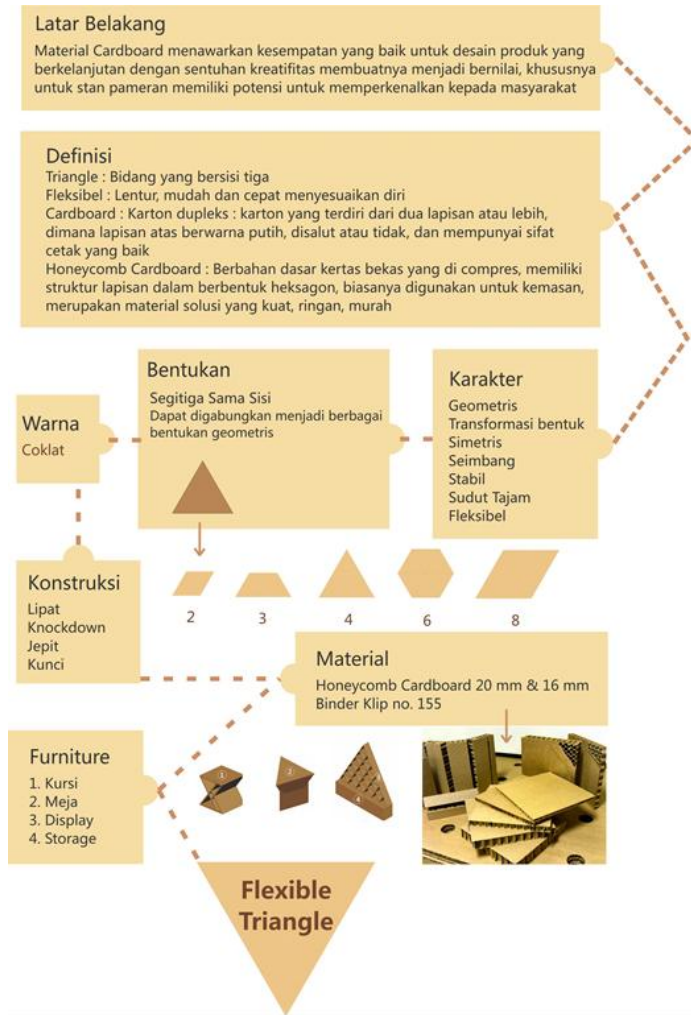 Latar Belakang
Material Cardboard menawarkan kesempatan yang baik untuk desain produk yang
berkelanjutan dengan sentuhan kreatifitas membuatnya menjadi bernilai, khususnya
untuk stan pameran memiliki potensi untuk memperkenalkan kepada masyarakat
Definisi
Triangle : Bidang yang bersisi tiga
Fleksibel : Lentur, mudah dan cepat menyesuaikan diri
Cardboard : Karton dupleks : karton yang terdiri dari dua lapisan atau lebih,
dimana lapisan atas berwarna putih, disalut atau tidak, dan mempunyai sifat
cetak yang baik
Honeycomb Cardboard : Berbahan dasar kertas bekas yang di compres, memiliki
struktur lapisan dalam berbentuk heksagon, biasanya digunakan untuk kemasan,
merupakan material solusi yang kuat, ringan, murah
Warna
Coklat
Bentukan
Segitiga Sama Sisi
Dapat digabungkan menjadi berbagai
bentukan geometris
Karakter
Geometris
Transformasi bentuk
Simetris
Seimbang
Stabil
Sudut Tajam
Fleksibel
2 3 4 6 8
Konstruksi
Lipat
Knockdown
Jepit
Kunci
Material
Honeycomb Cardboard 20 mm & 16 mm
Binder Klip no. 155
Furniture
1. Kursi
2. Meja
3. Display
4. Storage
1 2 3
4
Flexible
Triangle